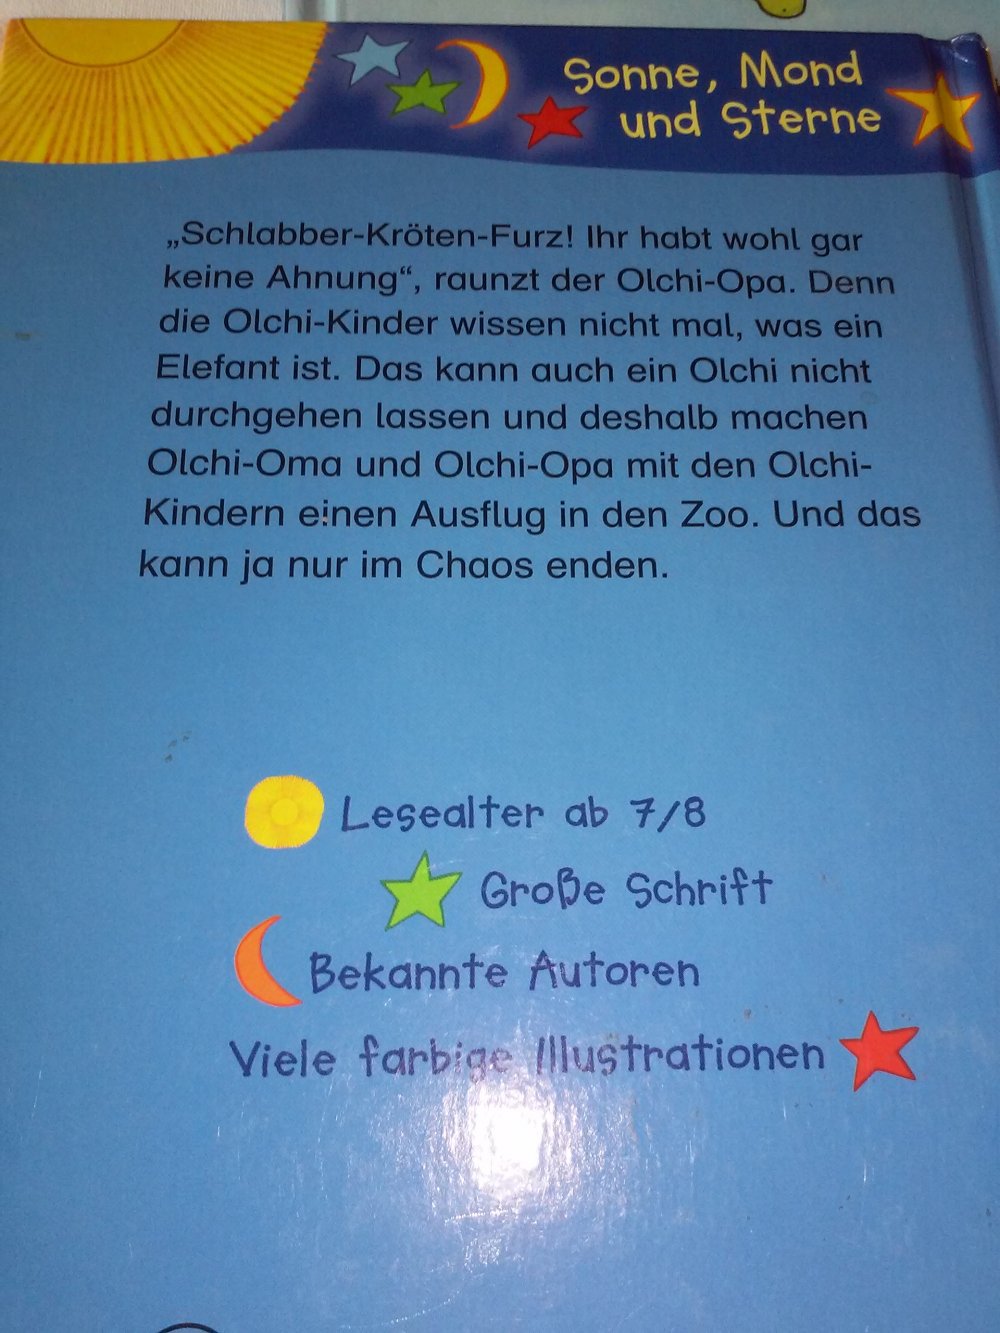 Sonne, Mond
und Sterne
„Schlabber-Kröten-Furz! Ihr habt wohl gar
keine Ahnung“, raunzt der Olchi-Opa. Denn
die Olchi-Kinder wissen nicht mal, was ein
Elefant ist. Das kann auch ein Olchi nicht
durchgehen lassen und deshalb machen
Olchi-Oma und Olchi-Opa mit den Olchi-
Kindern einen Ausflug in den Zoo. Und das
kann ja nur im Chaos enden.
Lesealter ab 7/8
Große Schrift
Bekannte Autoren
Viele farbige Illustrationen